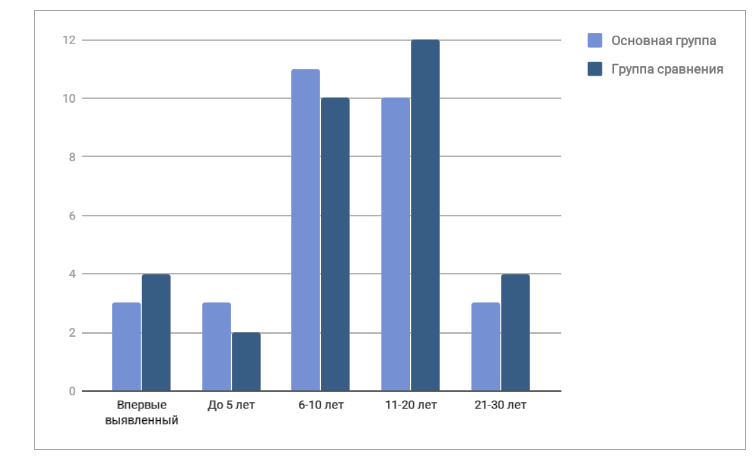 12
10
8
6
4
2
0
Впервые
выявленный
До 5 лет
6-10 лет
11-20 лет
21-30 лет
Основная группа
Группа сравнения